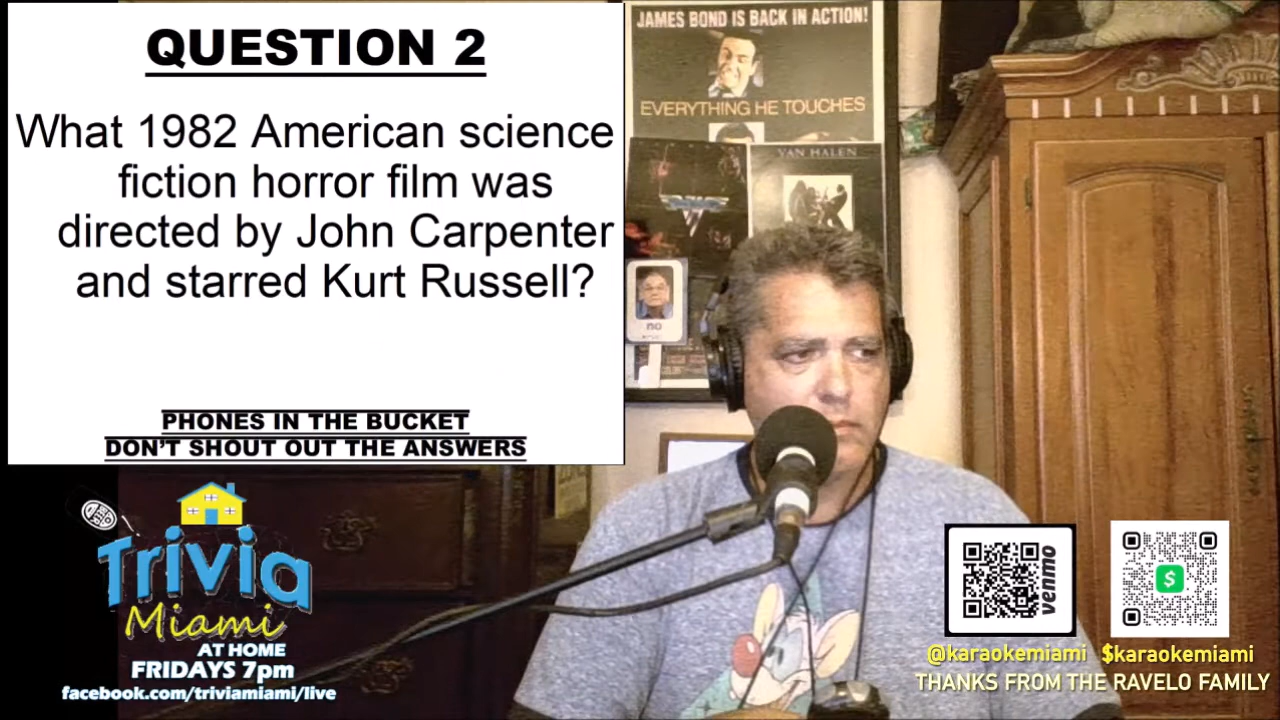 QUESTION 2
What 1982 American science
fiction horror film was
directed by John Carpenter
and starred Kurt Russell?
PHONES IN THE BUCKET
DON'T SHOUT OUT THE ANSWERS
JAMES BOND IS BACK IN ACTION!
EVERYTHING HE TOUCHES
VAN HALEN
no
Trivia
Miami
AT HOME
FRIDAYS 7pm
facebook.com/triviamiami/live
venmo
$
@karaokemiami $karaokemiami
THANKS FROM THE RAVELO FAMILY